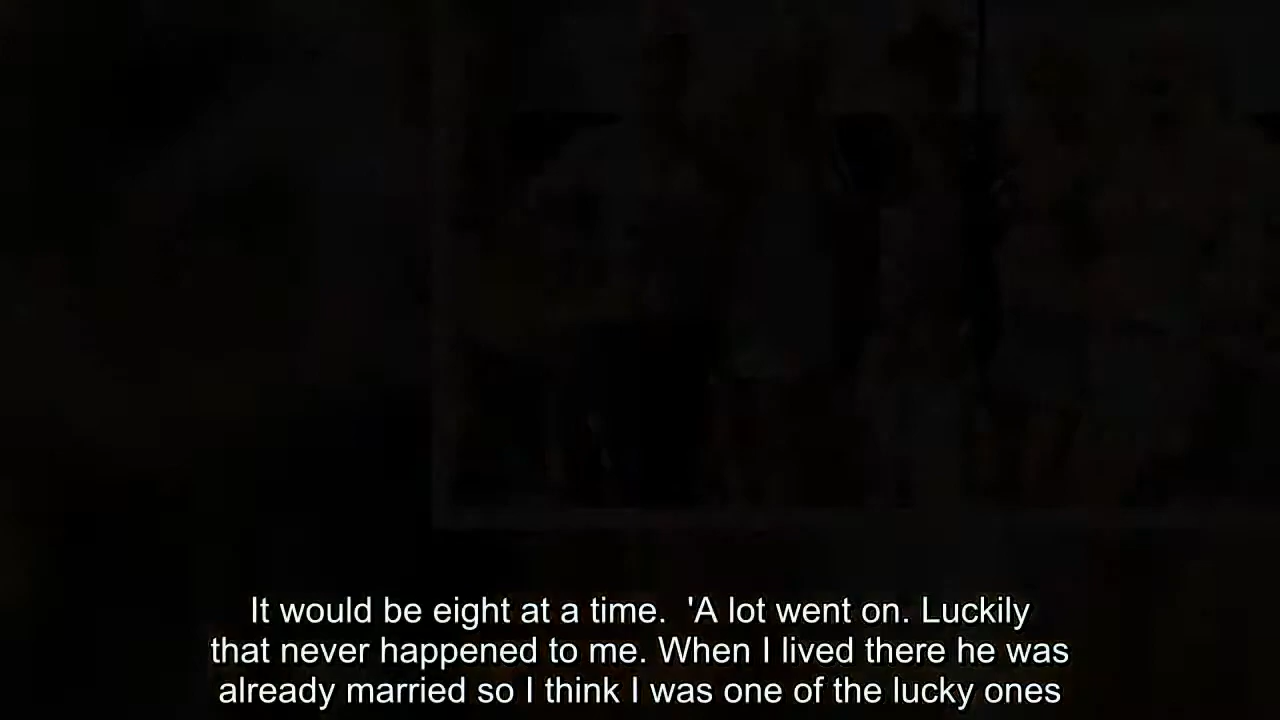 It would be eight at a time.  'A lot went on. Luckily
that never happened to me. When I lived there he was
already married so I think I was one of the lucky ones